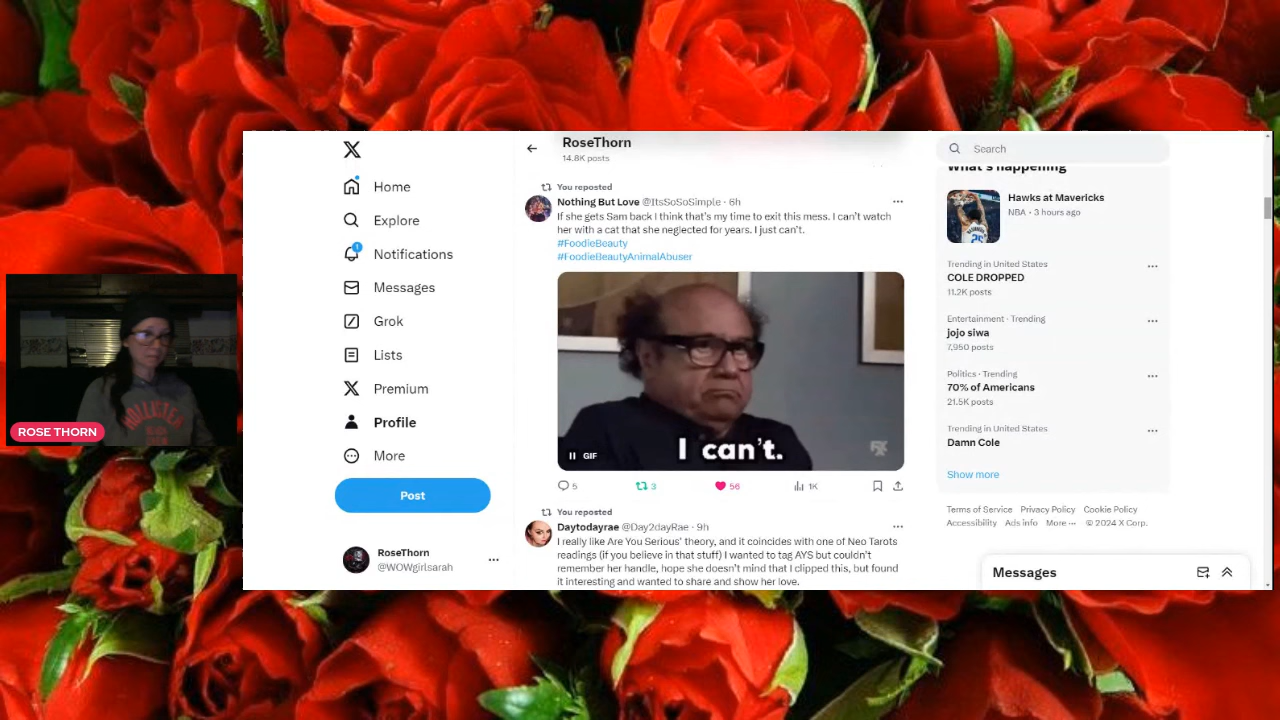 RoseThorn
14.8K posts
Search
What's happening
Home
Explore
1
Notifications
Messages
Grok
Lists
Premium
Profile
More
Post
RoseThorn
@WOWgirlsarah
You reposted
Nothing But Love @ItsSoSoSimple · 6h
If she gets Sam back I think that's my time to exit this mess. I can't watch
her with a cat that she neglected for years. I just can't.
#FoodieBeauty
#FoodieBeautyAnimalAbuser
I can't.
GIF
FX
5
3
56
1K
You reposted
Daytodayrae @Day2dayRae · 9h
I really like Are You Serious' theory, and it coincides with one of Neo Tarots
readings (if you believe in that stuff) I wanted to tag AYS but couldn't
remember her handle, hope she doesn't mind that I clipped this, but found
it interesting and wanted to share and show her love.
Hawks at Mavericks
NBA · 3 hours ago
Trending in United States
COLE DROPPED
11.2K posts
Entertainment · Trending
jojo siwa
7,950 posts
Politics · Trending
70% of Americans
21.5K posts
Trending in United States
Damn Cole
Show more
Terms of Service Privacy Policy Cookie Policy
Accessibility Ads info More ··· © 2024 X Corp.
Messages
HOLLISTER
ROSE THORN